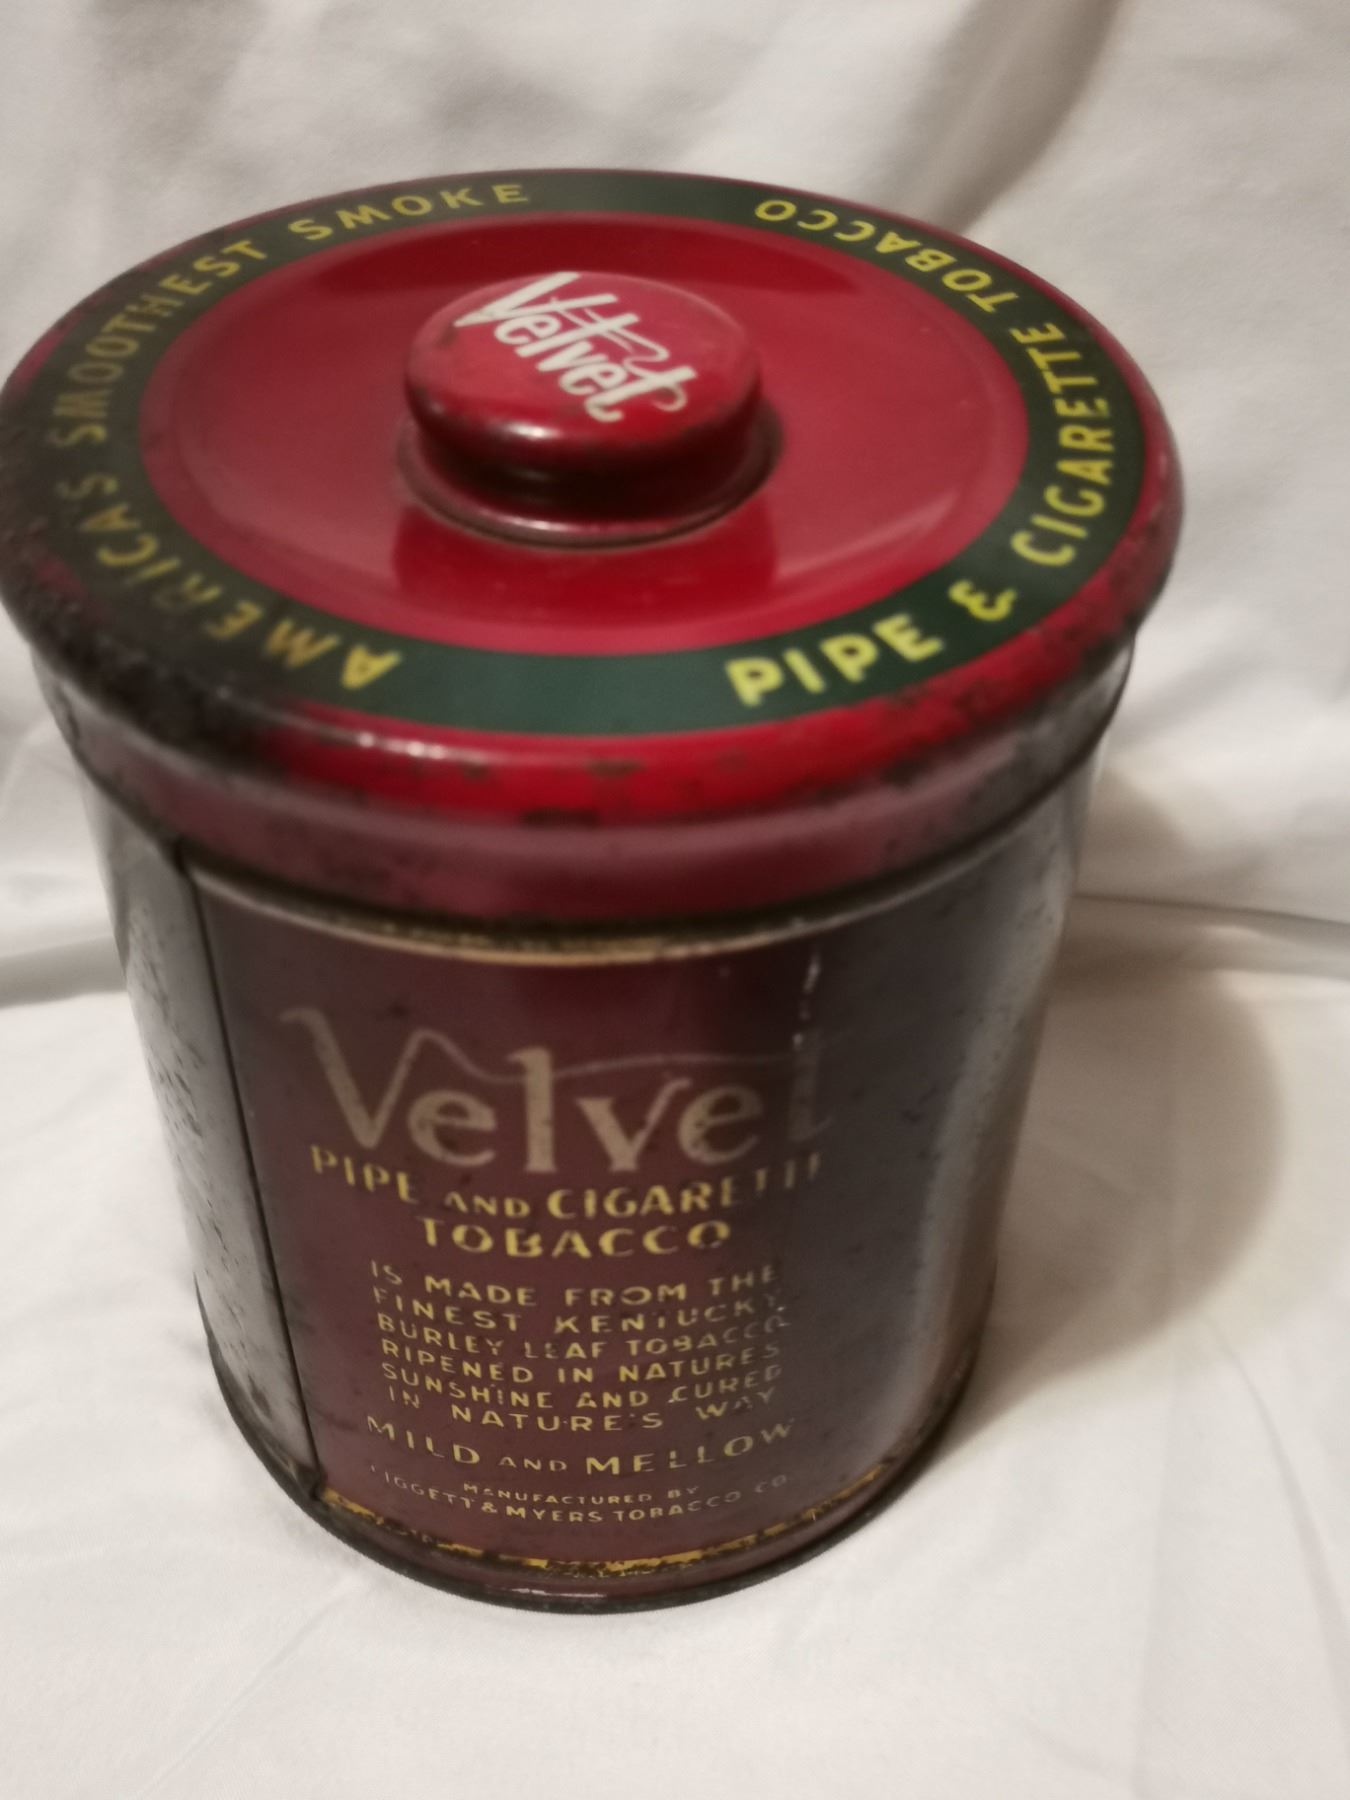 AMERICAS SMOOTHEST SMOKE
PIPE & CIGARETTE TOBACCO
Velvet
Velvet
PIPE AND CIGARETTE
TOBACCO
IS MADE FROM THE
FINEST KENTUCKY
BURLEY LEAF TOBACCO
RIPENED IN NATURES
SUNSHINE AND CURED
IN NATURE'S WAY
MILD AND MELLOW
MANUFACTURED BY
LIGGETT & MYERS TOBACCO CO.